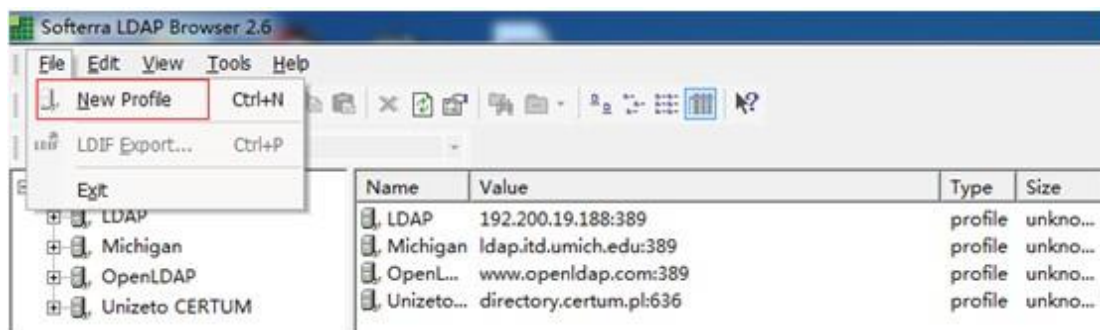 Softerra LDAP Browser 2.6
File Edit View Tools Help
New Profile Ctrl+N
LDIF Export... Ctrl+P
Exit
LDAP
Michigan
OpenLDAP
Unizeto CERTUM
Name Value Type Size
LDAP 192.200.19.188:389 profile unkno...
Michigan ldap.itd.umich.edu:389 profile unkno...
OpenL... www.openldap.com:389 profile unkno...
Unizeto... directory.certum.pl:636 profile unkno...